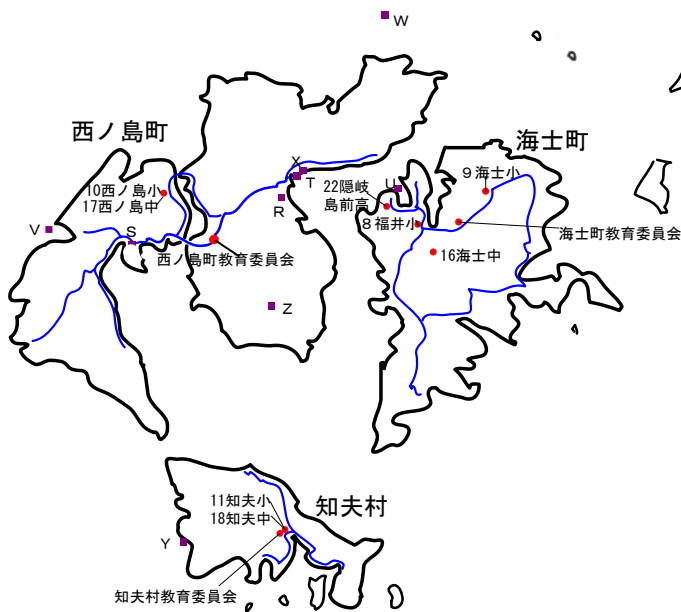 W
西ノ島町
海士町
X
T
9海士小
10西ノ島小
17西ノ島中
22隠岐
島前高
U
R
8福井小
V
S
海士町教育委員会
西ノ島町教育委員会
16海士中
Z
11知夫小
18知夫中
知夫村
Y
知夫村教育委員会